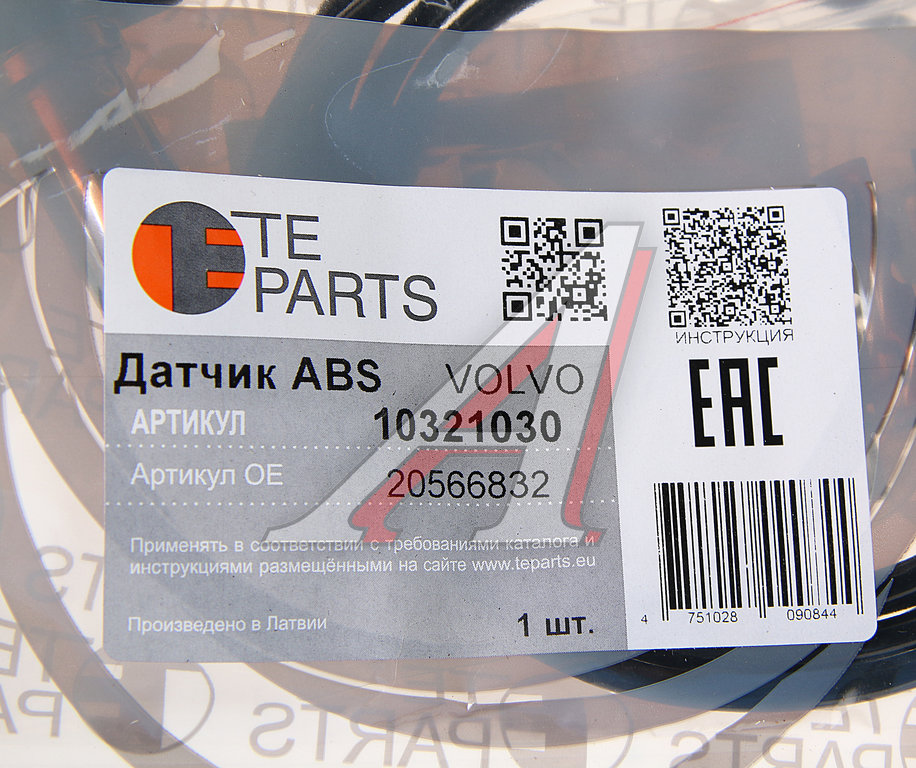 TE
PARTS
ИНСТРУКЦИЯ
EAC
Датчик ABS VOLVO
АРТИКУЛ 10321030
Артикул OE 20566832
Применять в соответствии с требованиями каталога и
инструкциями размещёнными на сайте www.teparts.eu
Произведено в Латвии 1 шт.
4 751028 090844